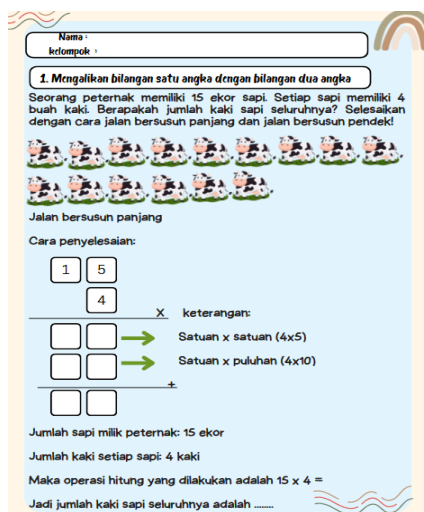 Nama :
kelompok :
1. Mengalikan bilangan satu angka dengan bilangan dua angka
Seorang peternak memiliki 15 ekor sapi. Setiap sapi memiliki 4
buah kaki. Berapakah jumlah kaki sapi seluruhnya? Selesaikan
dengan cara jalan bersusun panjang dan jalan bersusun pendek!
Jalan bersusun panjang
Cara penyelesaian:
1 5
4
x keterangan:
Satuan x satuan (4x5)
Satuan x puluhan (4x10)
+
Jumlah sapi milik peternak: 15 ekor
Jumlah kaki setiap sapi: 4 kaki
Maka operasi hitung yang dilakukan adalah 15 x 4 =
Jadi jumlah kaki sapi seluruhnya adalah ........